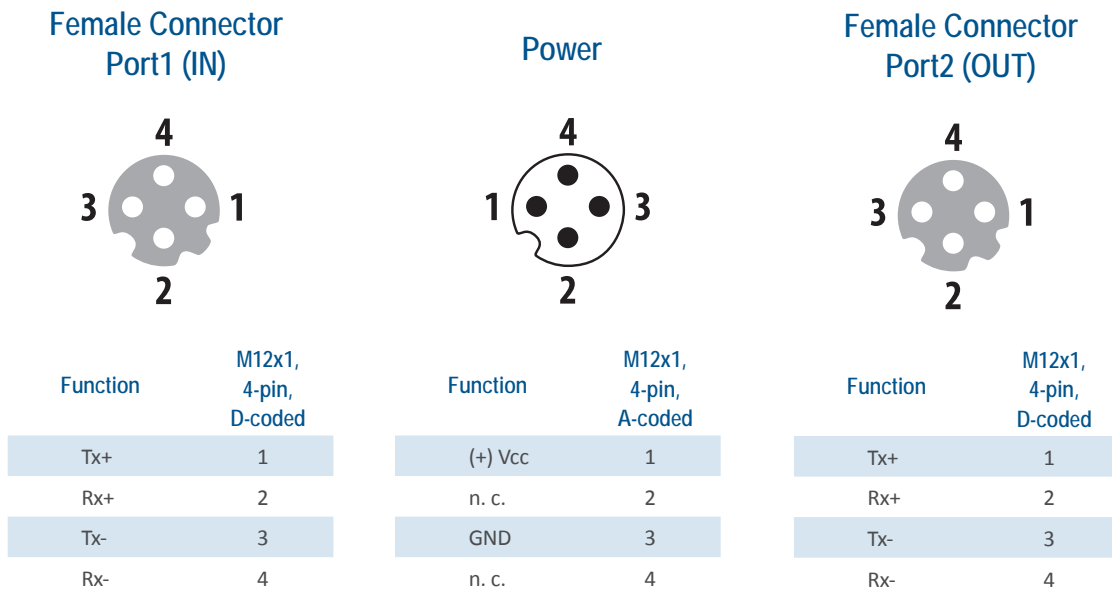 Female Connector
Port1 (IN)
4
3
1
2
Function
M12x1,
4-pin,
D-coded
Tx+ 1
Rx+ 2
Tx- 3
Rx- 4
Power
4
1
3
2
Function
M12x1,
4-pin,
A-coded
(+) Vcc 1
n. c. 2
GND 3
n. c. 4
Female Connector
Port2 (OUT)
4
3
1
2
Function
M12x1,
4-pin,
D-coded
Tx+ 1
Rx+ 2
Tx- 3
Rx- 4